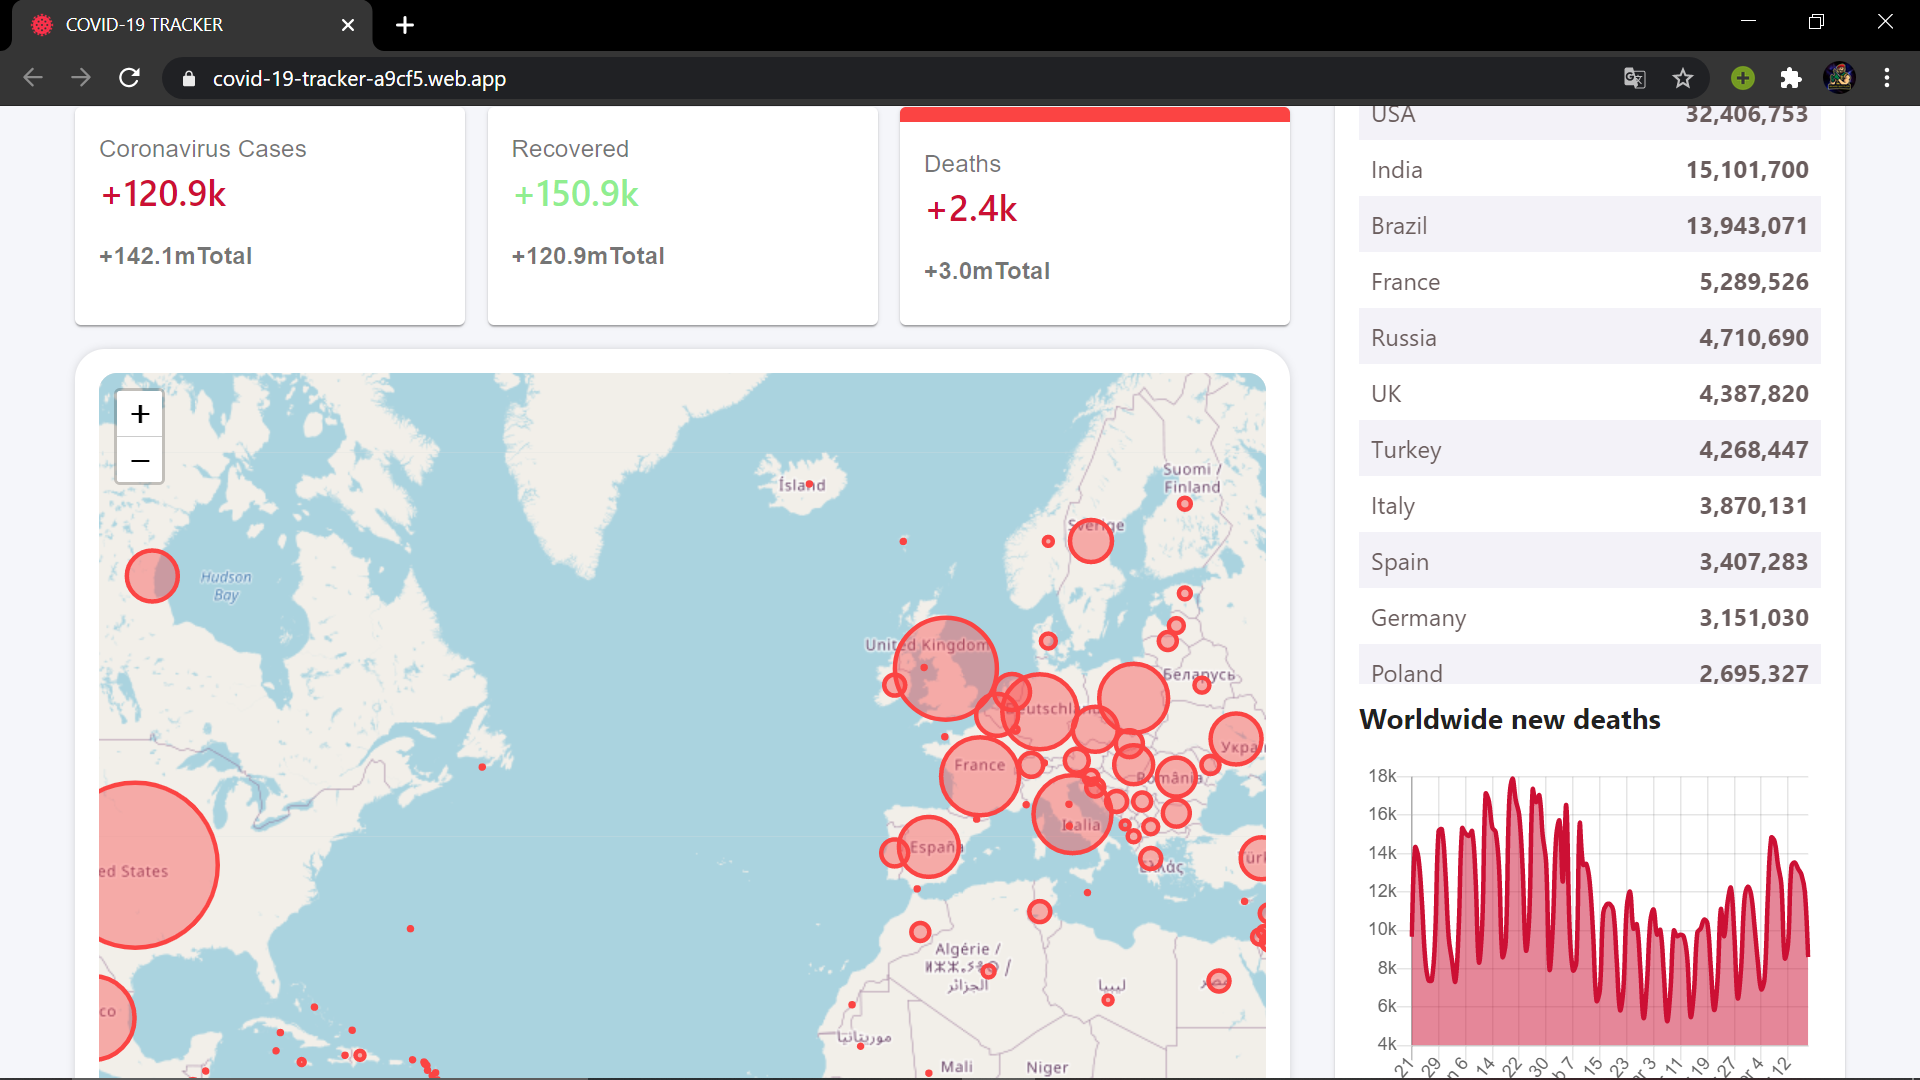 COVID-19 TRACKER
covid-19-tracker-a9cf5.web.app
Coronavirus Cases
+120.9k
+142.1mTotal
Recovered
+150.9k
+120.9mTotal
Deaths
+2.4k
+3.0mTotal
+
−
Ísland
Suomi /
Finland
Sverige
Hudson
Bay
United Kingdom
Беларусь
eutschlan
Укра
France
România
Italia
España
Ελλάς
Türk
ed States
Algérie /
ⵍⵣⵣⴰⵢⴻⵔ /
الجزائر
ليبيا
مصر
co
موريتانيا
Mali
Niger
USA 32,406,753
India 15,101,700
Brazil 13,943,071
France 5,289,526
Russia 4,710,690
UK 4,387,820
Turkey 4,268,447
Italy 3,870,131
Spain 3,407,283
Germany 3,151,030
Poland 2,695,327
Worldwide new deaths
18k
16k
14k
12k
10k
8k
6k
4k
21
29
n 6
14
22
30
b 7
15
23
r 3
11
19
27
r 4
12